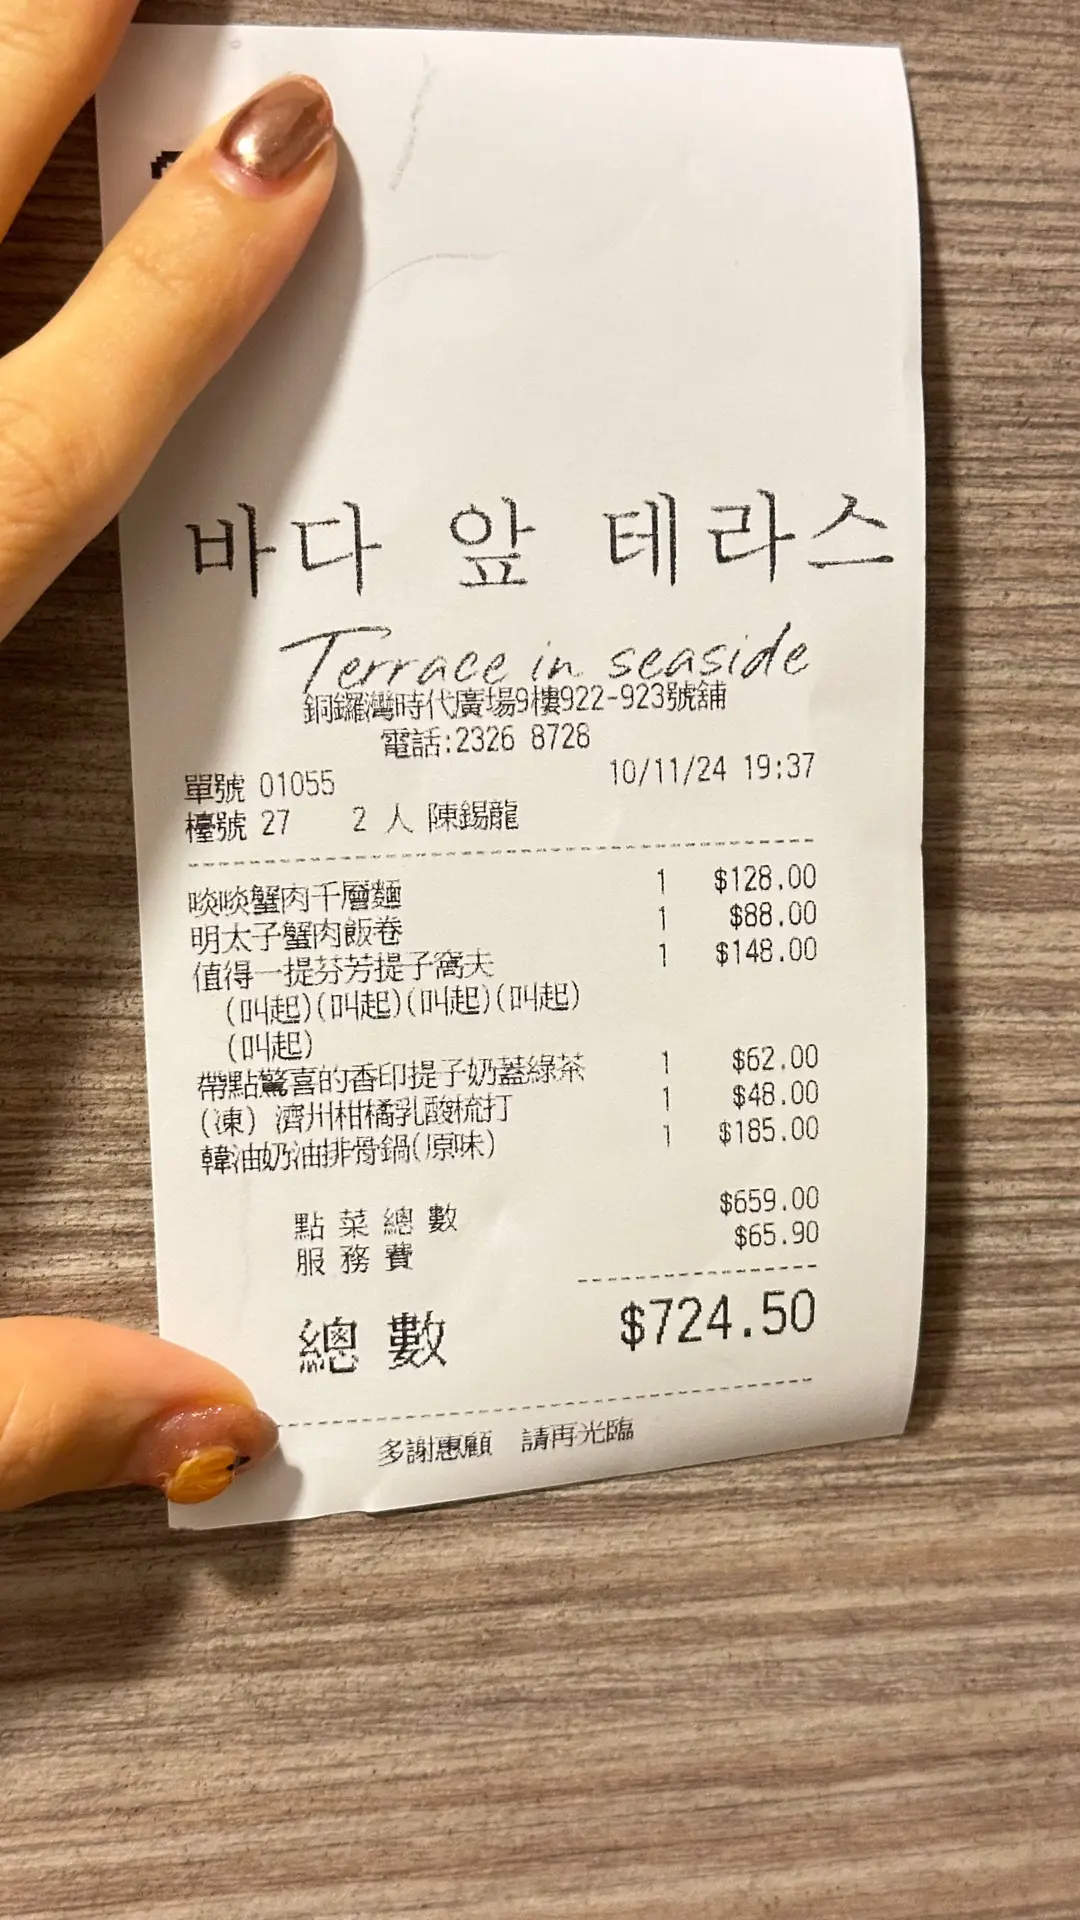 바다 앞 테라스
Terrace in seaside
銅鑼灣時代廣場9樓922-923號舖
電話:2326 8728
單號 01055 10/11/24 19:37
檯號 27 2 人 陳錫龍
啖啖蟹肉千層麵 1 $128.00
明太子蟹肉飯卷 1 $88.00
值得一提芬芳提子窩夫 1 $148.00
(叫起)(叫起)(叫起)(叫起)
(叫起)
帶點驚喜的香印提子奶蓋綠茶 1 $62.00
(凍) 濟州柑橘乳酸梳打 1 $48.00
韓油奶油排骨鍋(原味) 1 $185.00
點菜總數 $659.00
服務費 $65.90
總數 $724.50
多謝惠顧 請再光臨